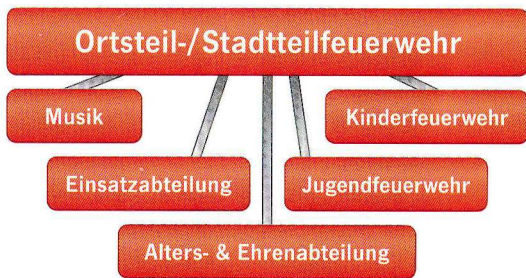 Ortsteil-/Stadtteilfeuerwehr
Musik
Kinderfeuerwehr
Einsatzabteilung
Jugendfeuerwehr
Alters- & Ehrenabteilung